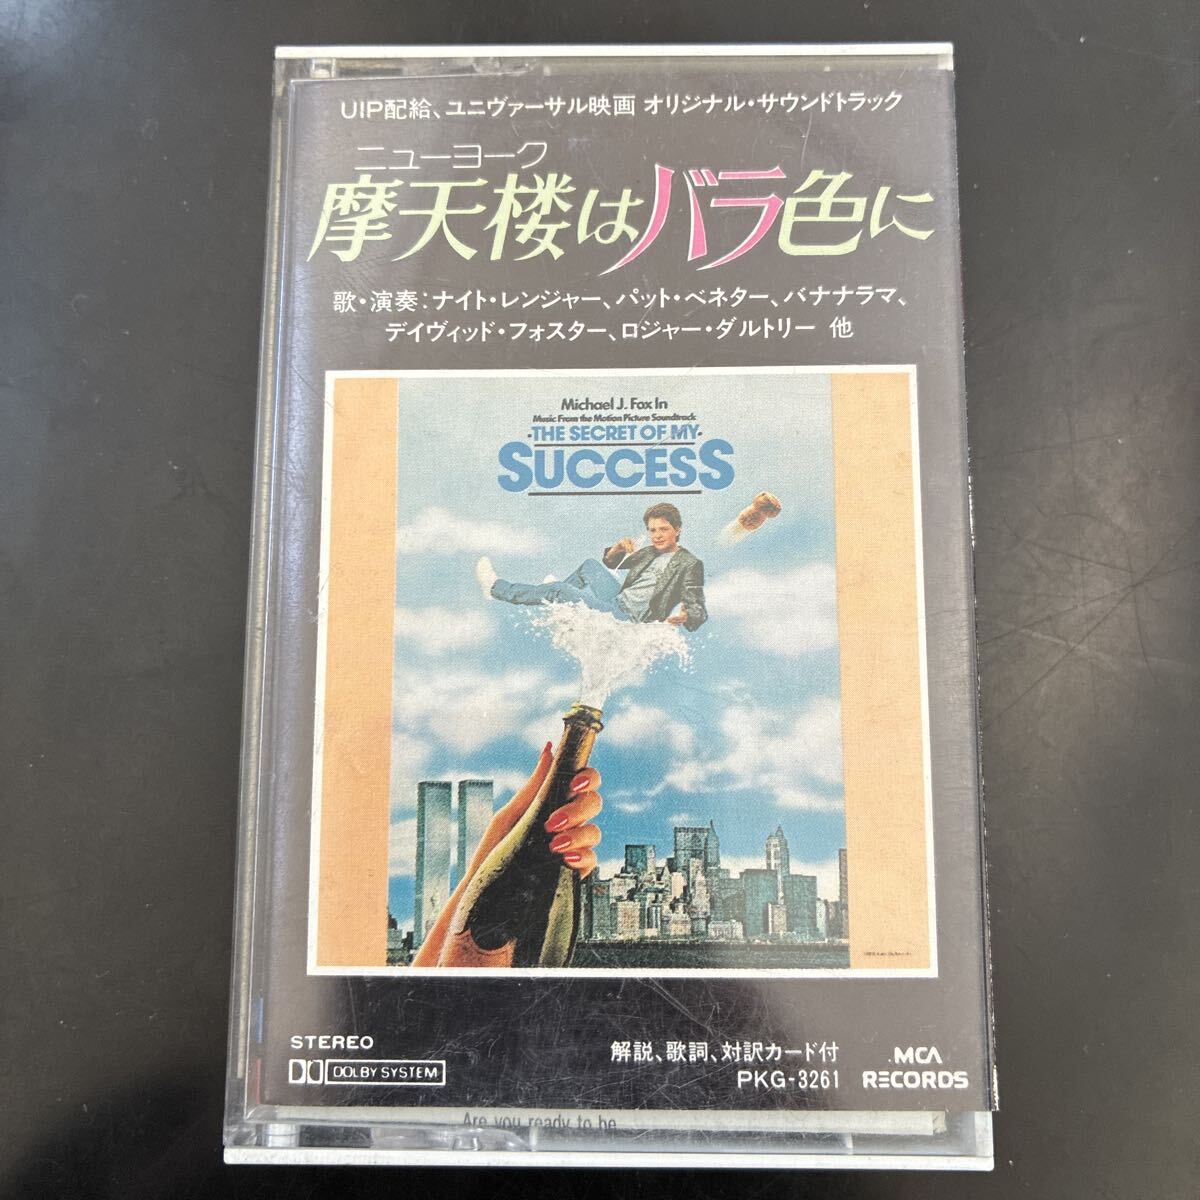 UIP配給、ユニヴァーサル映画 オリジナル・サウンドトラック
ニューヨーク
摩天楼はバラ色に
歌・演奏:ナイト・レンジャー、パット・ベネター、バナナラマ、
デイヴィッド・フォスター、ロジャー・ダルトリー 他
Michael J. Fox In
Music From the Motion Picture Soundtrack
·THE SECRET OF MY·
SUCCESS
STEREO
DOLBY SYSTEM
解説、歌詞、対訳カード付
PKG-3261
MCA
RECORDS
Are you ready to be